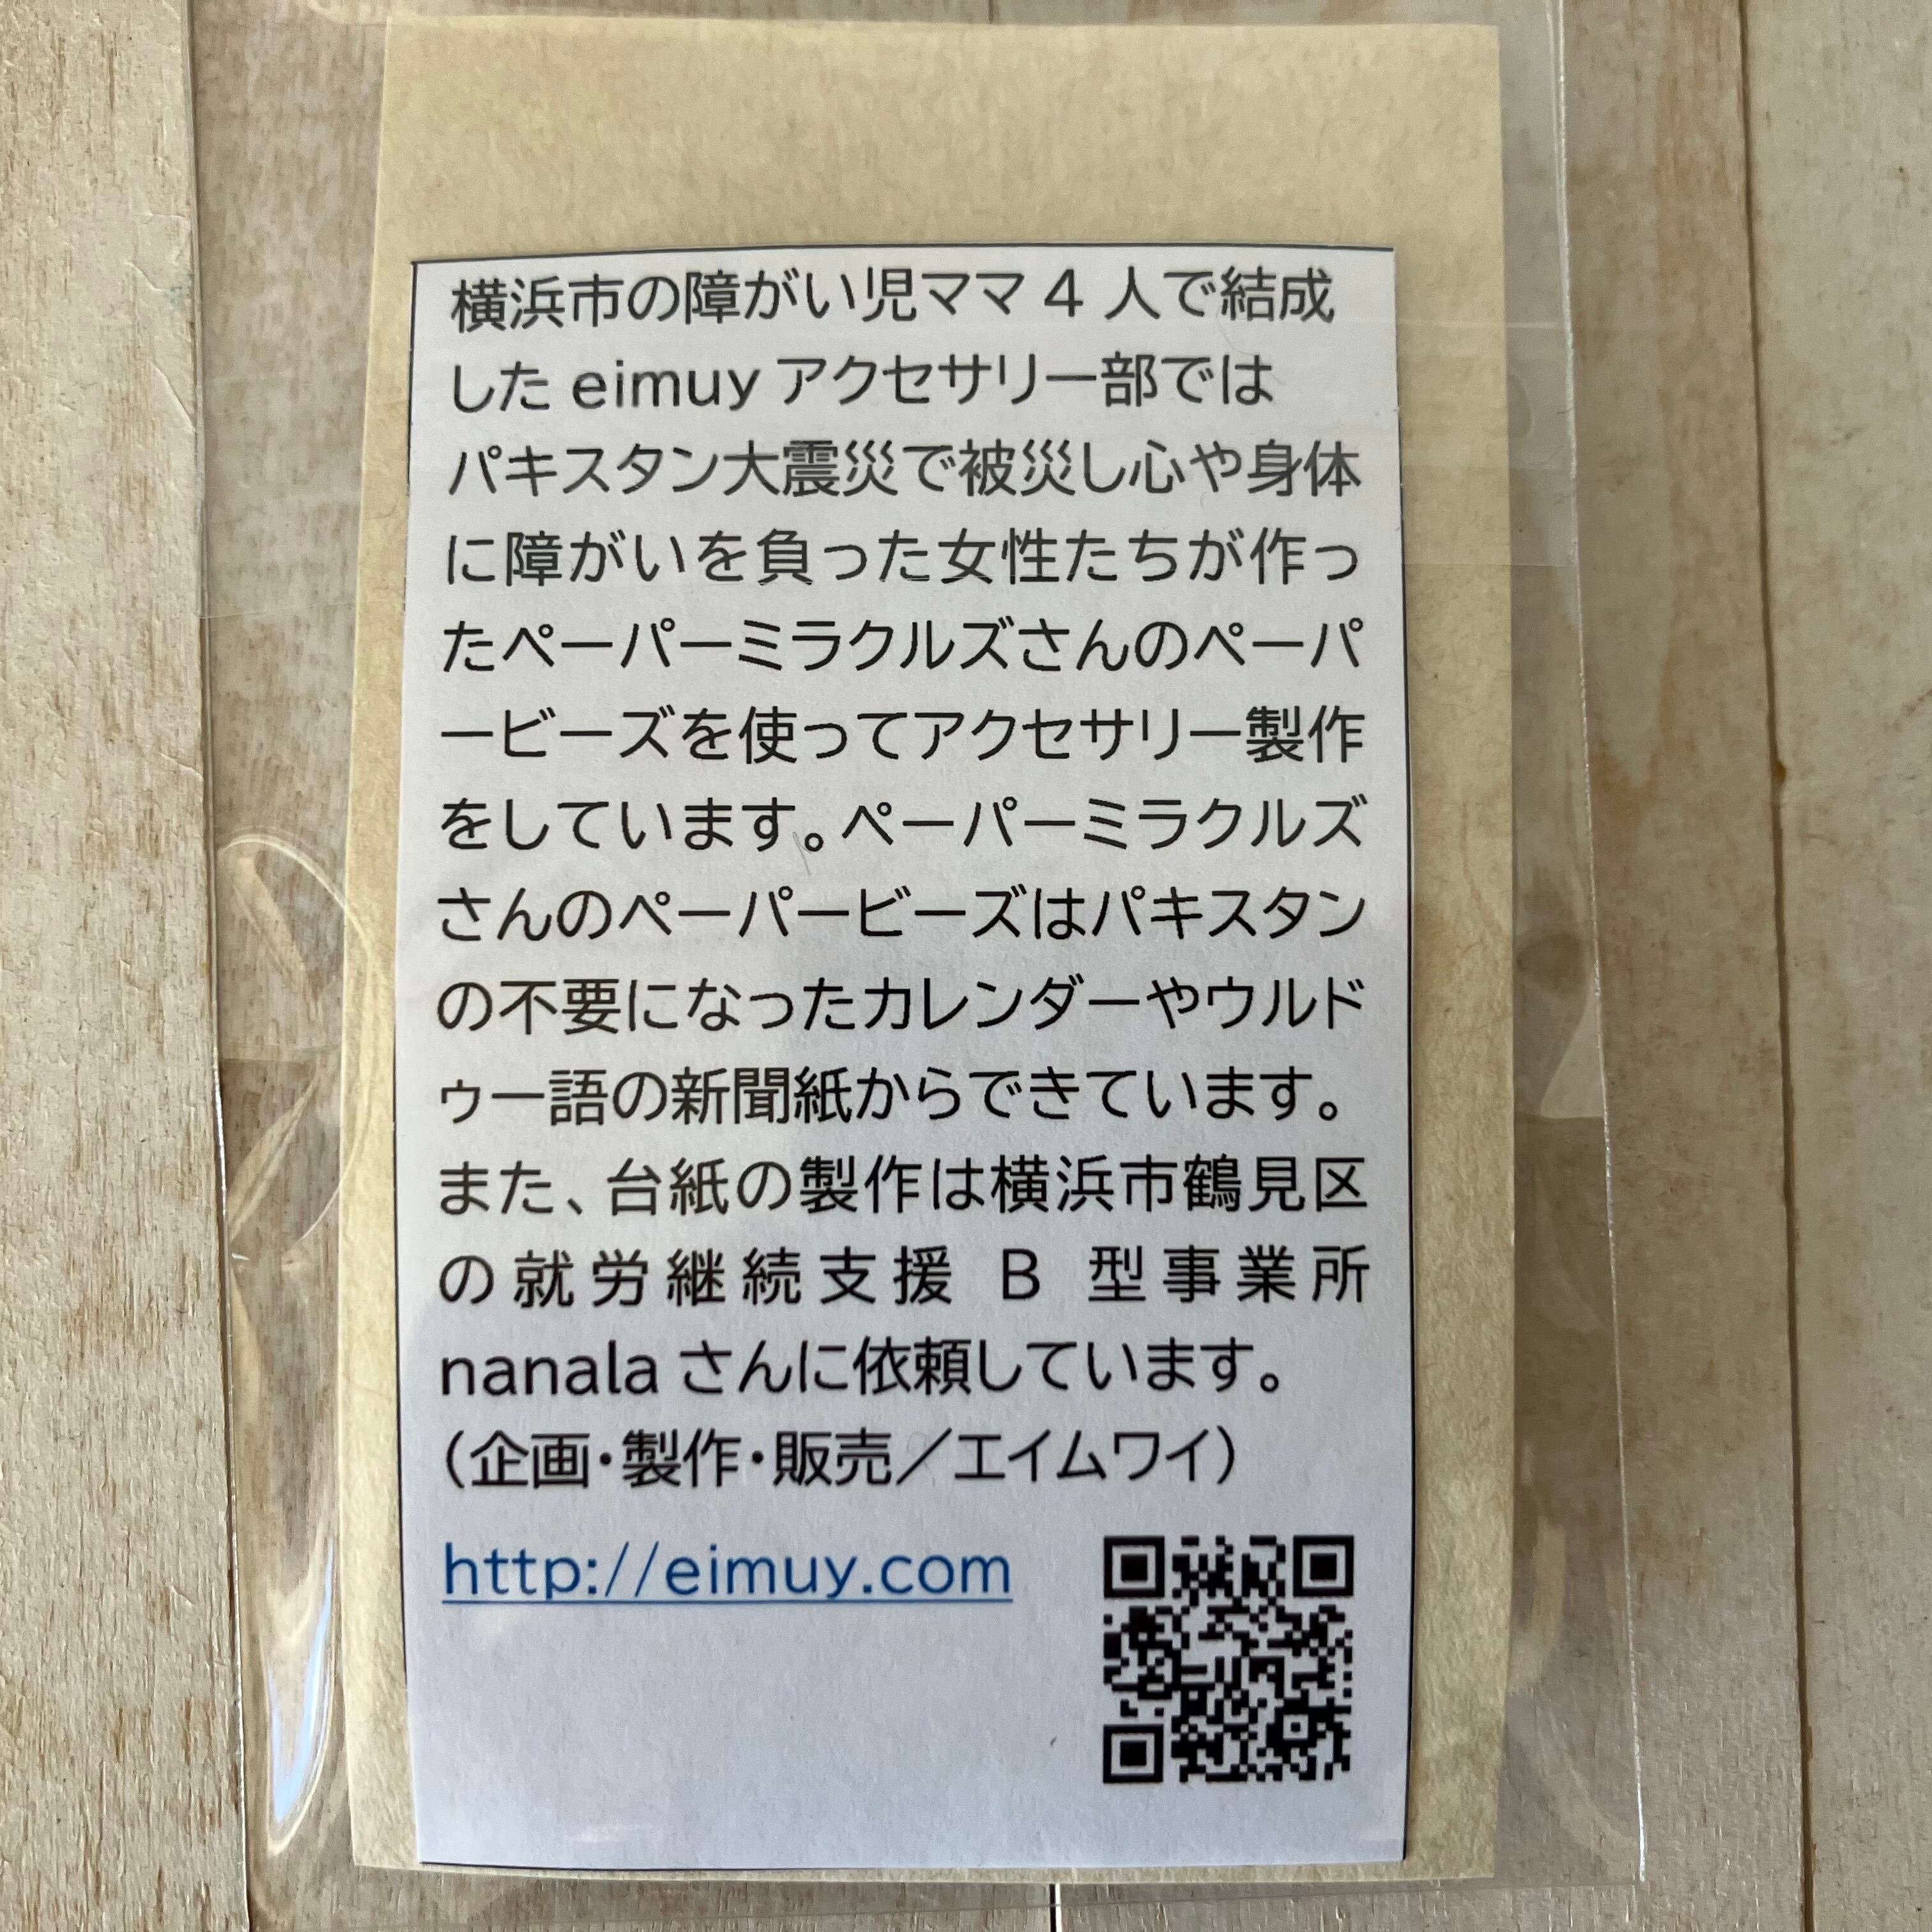 横浜市の障がい児ママ 4 人で結成
した eimuy アクセサリー部では
パキスタン大震災で被災し心や身体
に障がいを負った女性たちが作っ
たペーパーミラクルズさんのペーパ
ービーズを使ってアクセサリー製作
をしています。ペーパーミラクルズ
さんのペーパービーズはパキスタン
の不要になったカレンダーやウルド
ゥー語の新聞紙からできています。
また、台紙の製作は横浜市鶴見区
の就労継続支援 B 型事業所
nanala さんに依頼しています。
（企画・製作・販売／エイムワイ）
http://eimuy.com